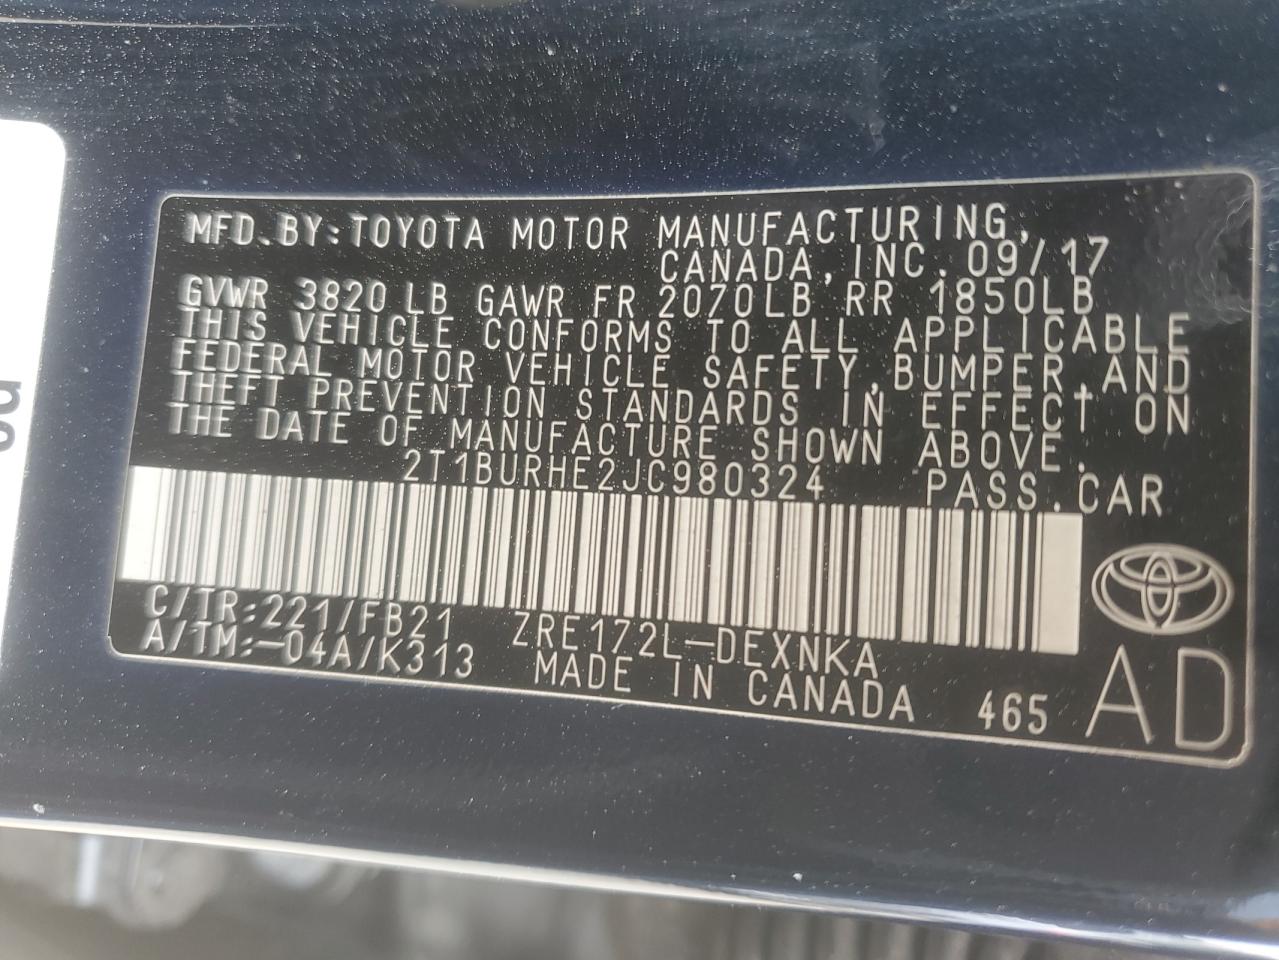 MFD. BY: TOYOTA MOTOR MANUFACTURING,
CANADA, INC. 09/17
GVWR 3820 LB GAWR FR 2070LB RR 1850LB
THIS VEHICLE CONFORMS TO ALL APPLICABLE
FEDERAL MOTOR VEHICLE SAFETY, BUMPER, AND
THEFT PREVENTION STANDARDS IN EFFECT ON
THE DATE OF MANUFACTURE SHOWN ABOVE.
2T1BURHE2JC980324 PASS. CAR
C/TR:221/FB21 ZRE172L-DEXNKA
A/TM:-04A/K313 MADE IN CANADA 465 AD